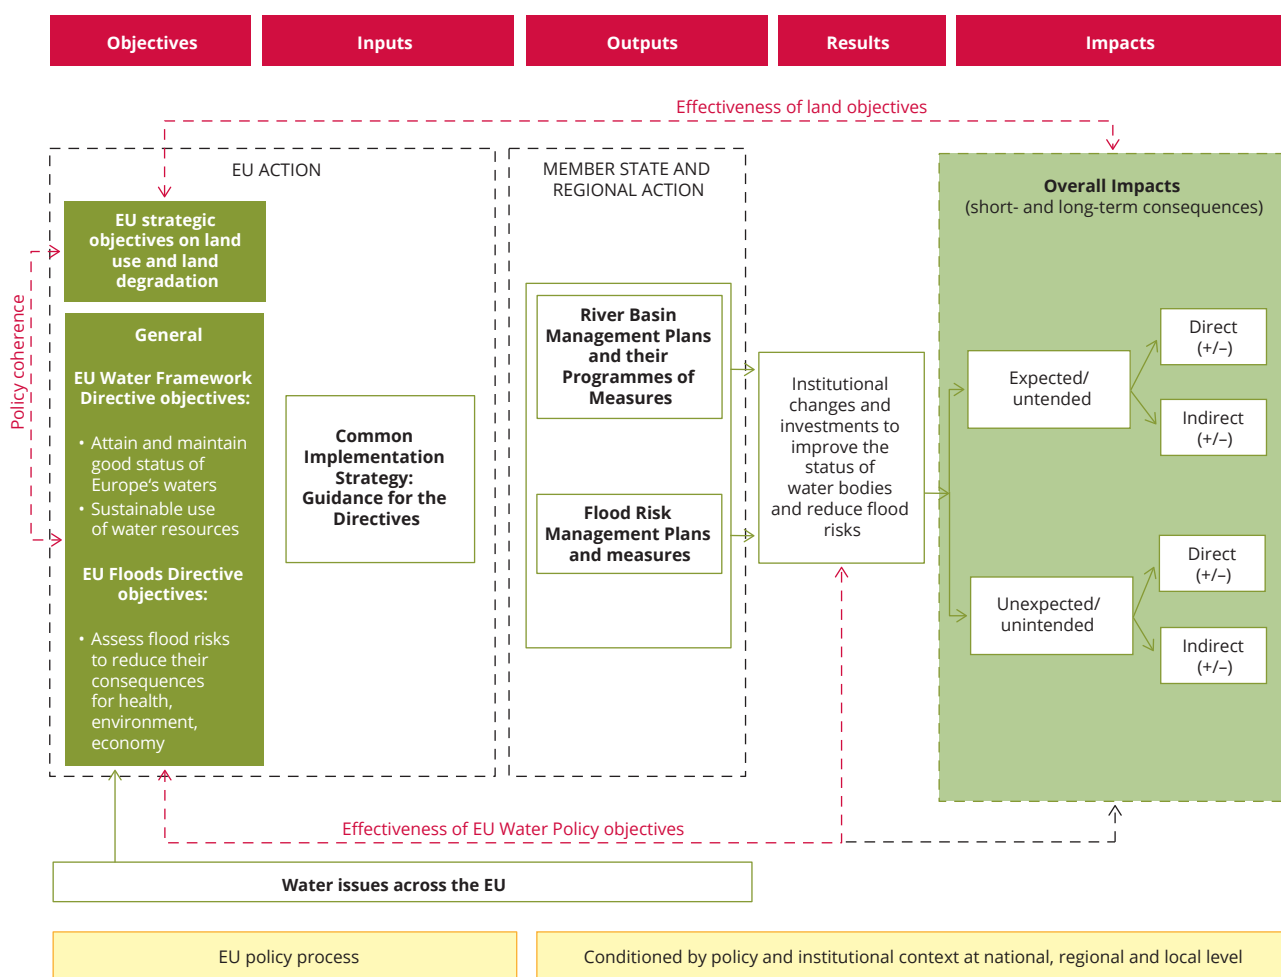 Objectives
Inputs
Outputs
Results
Impacts
Effectiveness of land objectives
EU ACTION
MEMBER STATE AND
REGIONAL ACTION
Overall Impacts
(short- and long-term consequences)
EU strategic
objectives on land
use and land
degradation
Policy coherence
General
EU Water Framework
Directive objectives:
• Attain and maintain
good status of
Europe‘s waters
• Sustainable use
of water resources
EU Floods Directive
objectives:
• Assess flood risks
to reduce their
consequences
for health,
environment,
economy
Common
Implementation
Strategy:
Guidance for the
Directives
River Basin
Management Plans
and their
Programmes of
Measures
Flood Risk
Management Plans
and measures
Institutional
changes and
investments to
improve the
status of
water bodies
and reduce flood
risks
Expected/
untended
Direct
(+/–)
Indirect
(+/–)
Unexpected/
unintended
Direct
(+/–)
Indirect
(+/–)
Effectiveness of EU Water Policy objectives
Water issues across the EU
EU policy process
Conditioned by policy and institutional context at national, regional and local level